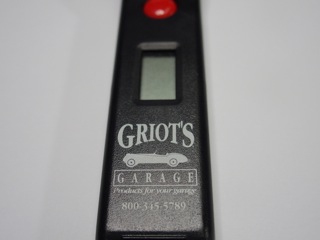 GRIOT'S
GARAGE
Products for your garage
800-345-5789